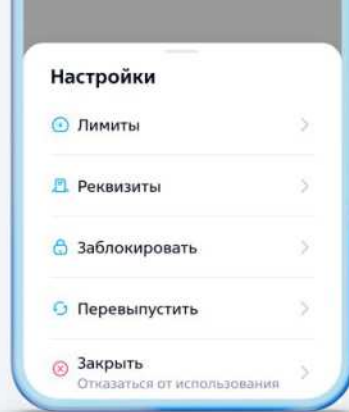 Настройки
Лимиты
Реквизиты
Заблокировать
Перевыпустить
Закрыть
Отказаться от использования